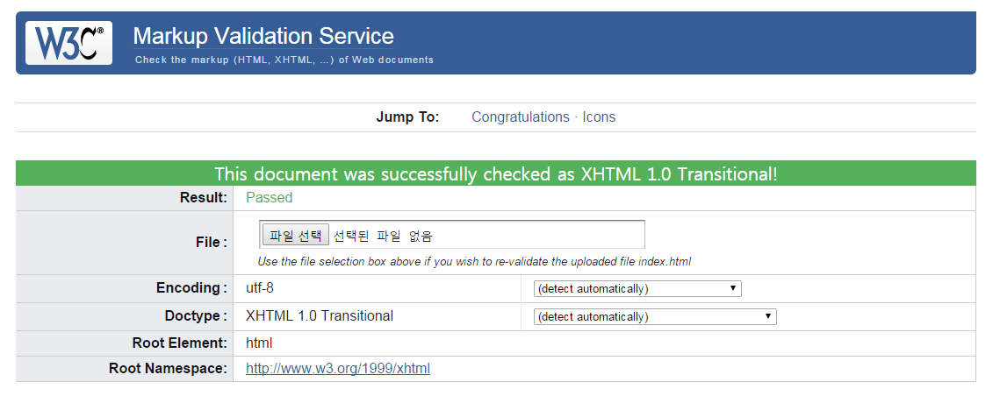 W3C®
Markup Validation Service
Check the markup (HTML, XHTML, …) of Web documents
Jump To: Congratulations · Icons
This document was successfully checked as XHTML 1.0 Transitional!
Result: Passed
File : 파일 선택 선택된 파일 없음
Use the file selection box above if you wish to re-validate the uploaded file index.html
Encoding : utf-8 (detect automatically)
Doctype : XHTML 1.0 Transitional (detect automatically)
Root Element: html
Root Namespace: http://www.w3.org/1999/xhtml